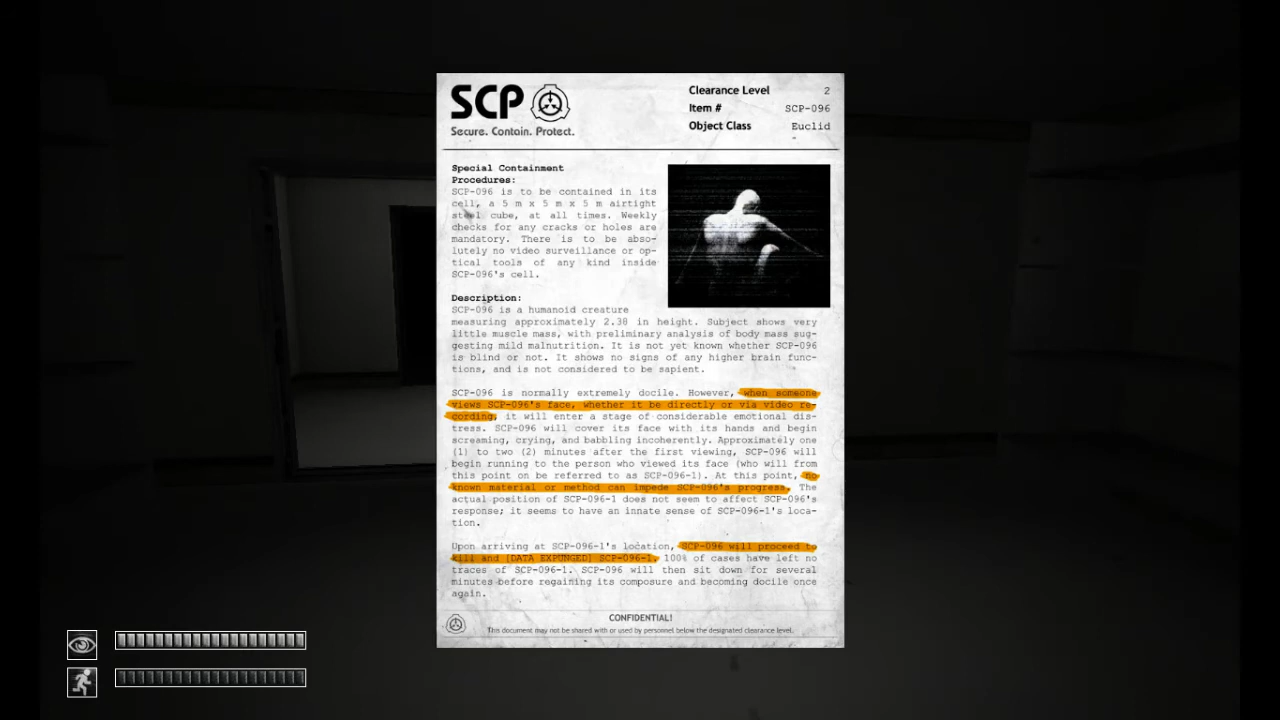 SCP
Secure. Contain. Protect.
Clearance Level 2
Item # SCP-096
Object Class Euclid
Special Containment
Procedures:
SCP-096 is to be contained in its
cell, a 5 m x 5 m x 5 m airtight
steel cube, at all times. Weekly
checks for any cracks or holes are
mandatory. There is to be abso-
lutely no video surveillance or op-
tical tools of any kind inside
SCP-096's cell.
Description:
SCP-096 is a humanoid creature
measuring approximately 2.38 in height. Subject shows very
little muscle mass, with preliminary analysis of body mass sug-
gesting mild malnutrition. It is not yet known whether SCP-096
is blind or not. It shows no signs of any higher brain func-
tions, and is not considered to be sapient.
SCP-096 is normally extremely docile. However, when someone
views SCP-096's face, whether it be directly or via video re-
cording, it will enter a stage of considerable emotional dis-
tress. SCP-096 will cover its face with its hands and begin
screaming, crying, and babbling incoherently. Approximately one
(1) to two (2) minutes after the first viewing, SCP-096 will
begin running to the person who viewed its face (who will from
this point on be referred to as SCP-096-1). At this point, no
known material or method can impede SCP-096's progress. The
actual position of SCP-096-1 does not seem to affect SCP-096's
response; it seems to have an innate sense of SCP-096-1's loca-
tion.
Upon arriving at SCP-096-1's location, SCP-096 will proceed to
kill and [DATA EXPUNGED] SCP-096-1. 100% of cases have left no
traces of SCP-096-1. SCP-096 will then sit down for several
minutes before regaining its composure and becoming docile once
again.
CONFIDENTIAL!
This document may not be shared with or used by personnel below the designated clearance level.